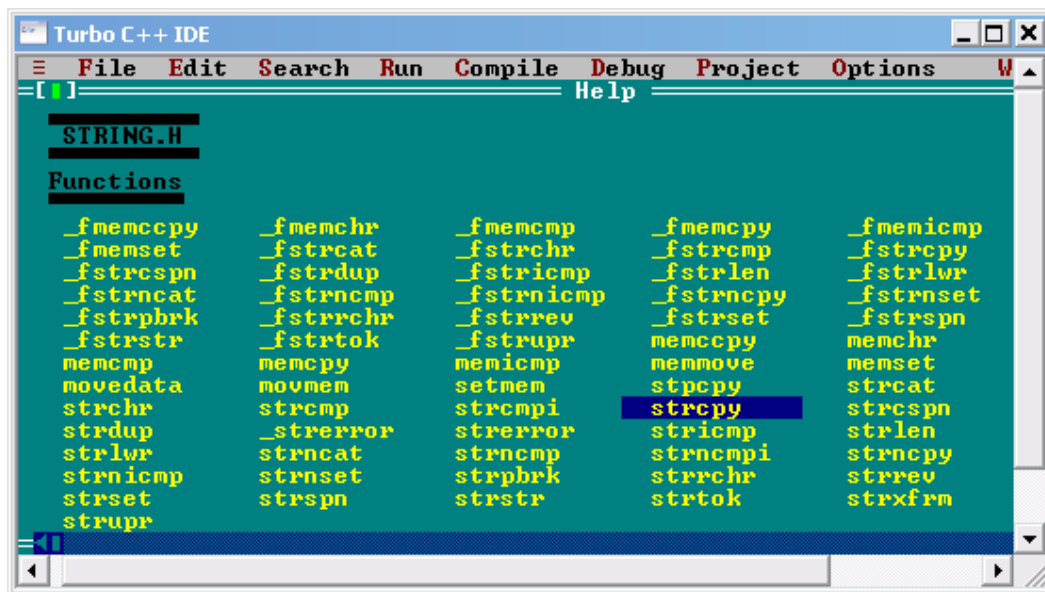 Turbo C++ IDE
≡ File Edit Search Run Compile Debug Project Options W
Help
STRING.H
Functions
_fmemccpy _fmemchr _fmemcmp _fmemcpy _fmemicmp
_fmemset _fstrcat _fstrchr _fstrcmp _fstrcpy
_fstrcspn _fstrdup _fstricmp _fstrlen _fstrlwr
_fstrncat _fstrncmp _fstrnicmp _fstrncpy _fstrnset
_fstrpbrk _fstrrchr _fstrrev _fstrset _fstrspn
_fstrstr _fstrtok _fstrupr memccpy memchr
memcmp memcpy memicmp memmove memset
movedata movmem setmem stpcpy strcat
strchr strcmp strcmpi strcpy strcspn
strdup _strerror strerror stricmp strlen
strlwr strncat strncmp strncmpi strncpy
strnicmp strnset strpbrk strrchr strrev
strset strspn strstr strtok strxfrm
strupr